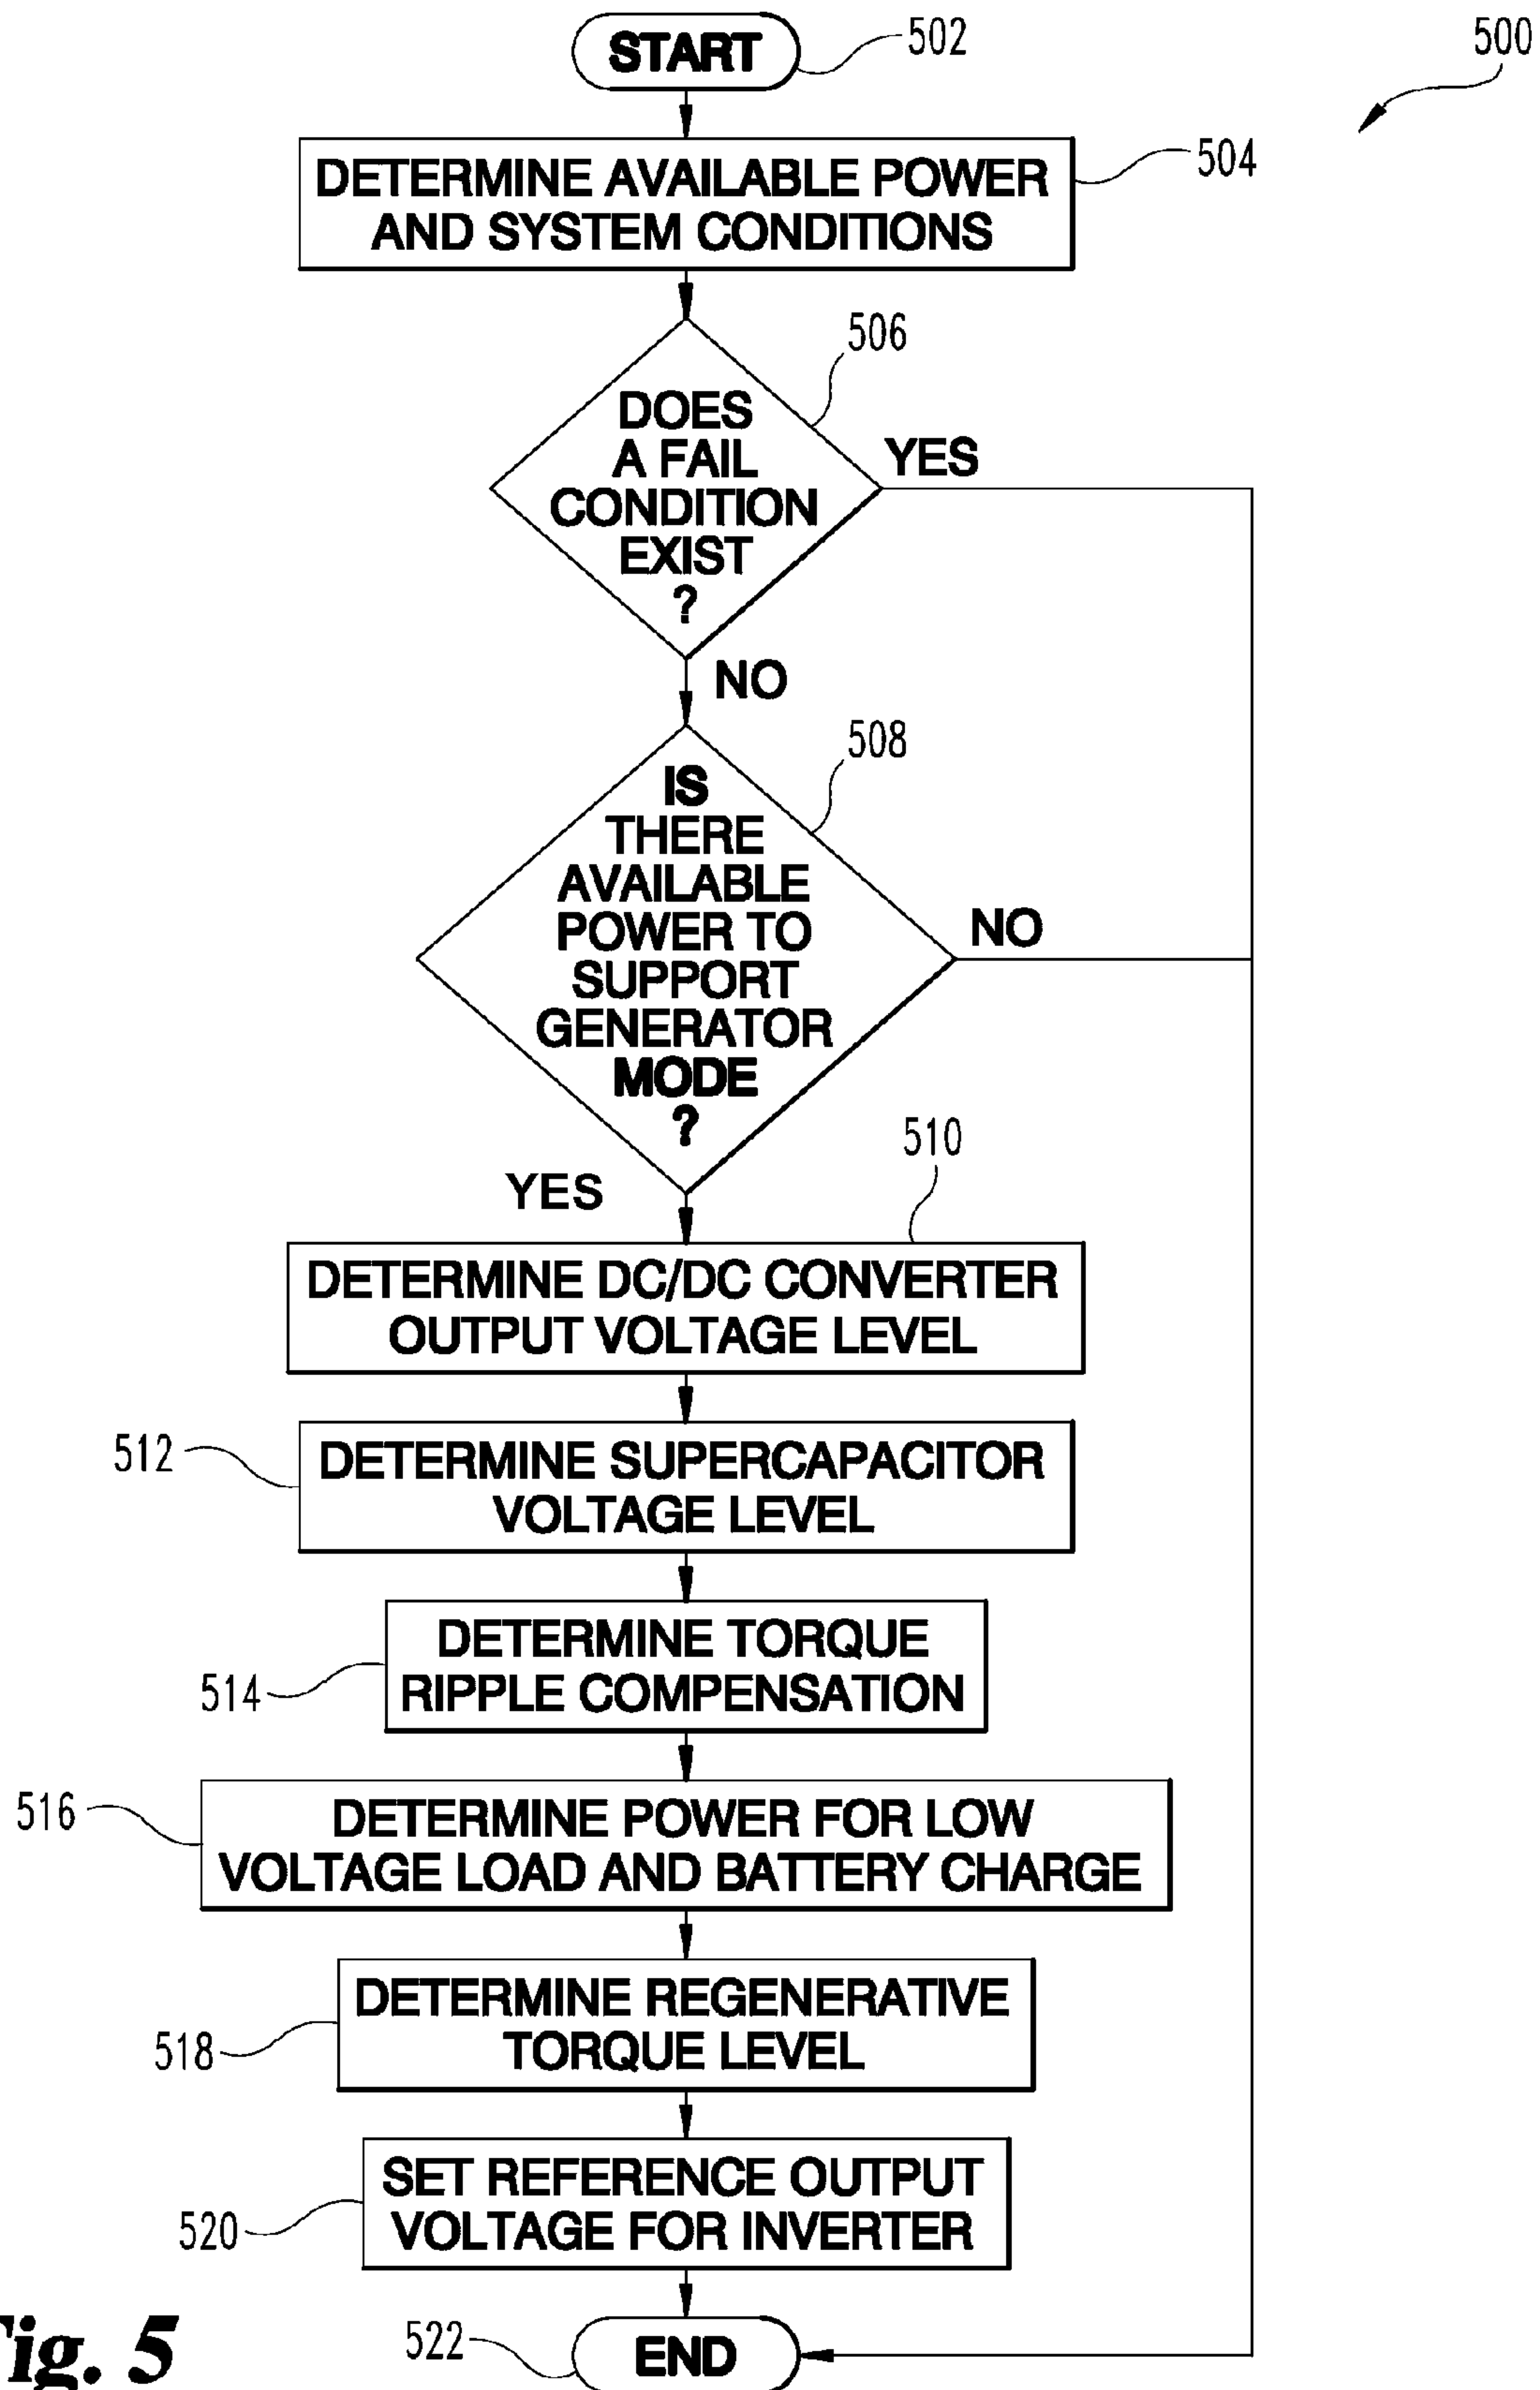 START
502
500
DETERMINE AVAILABLE POWER
AND SYSTEM CONDITIONS
504
506
DOES
A FAIL
CONDITION
EXIST
?
YES
NO
508
IS
THERE
AVAILABLE
POWER TO
SUPPORT
GENERATOR
MODE
?
NO
YES
510
DETERMINE DC/DC CONVERTER
OUTPUT VOLTAGE LEVEL
512
DETERMINE SUPERCAPACITOR
VOLTAGE LEVEL
514
DETERMINE TORQUE
RIPPLE COMPENSATION
516
DETERMINE POWER FOR LOW
VOLTAGE LOAD AND BATTERY CHARGE
518
DETERMINE REGENERATIVE
TORQUE LEVEL
520
SET REFERENCE OUTPUT
VOLTAGE FOR INVERTER
522
END
Fig. 5